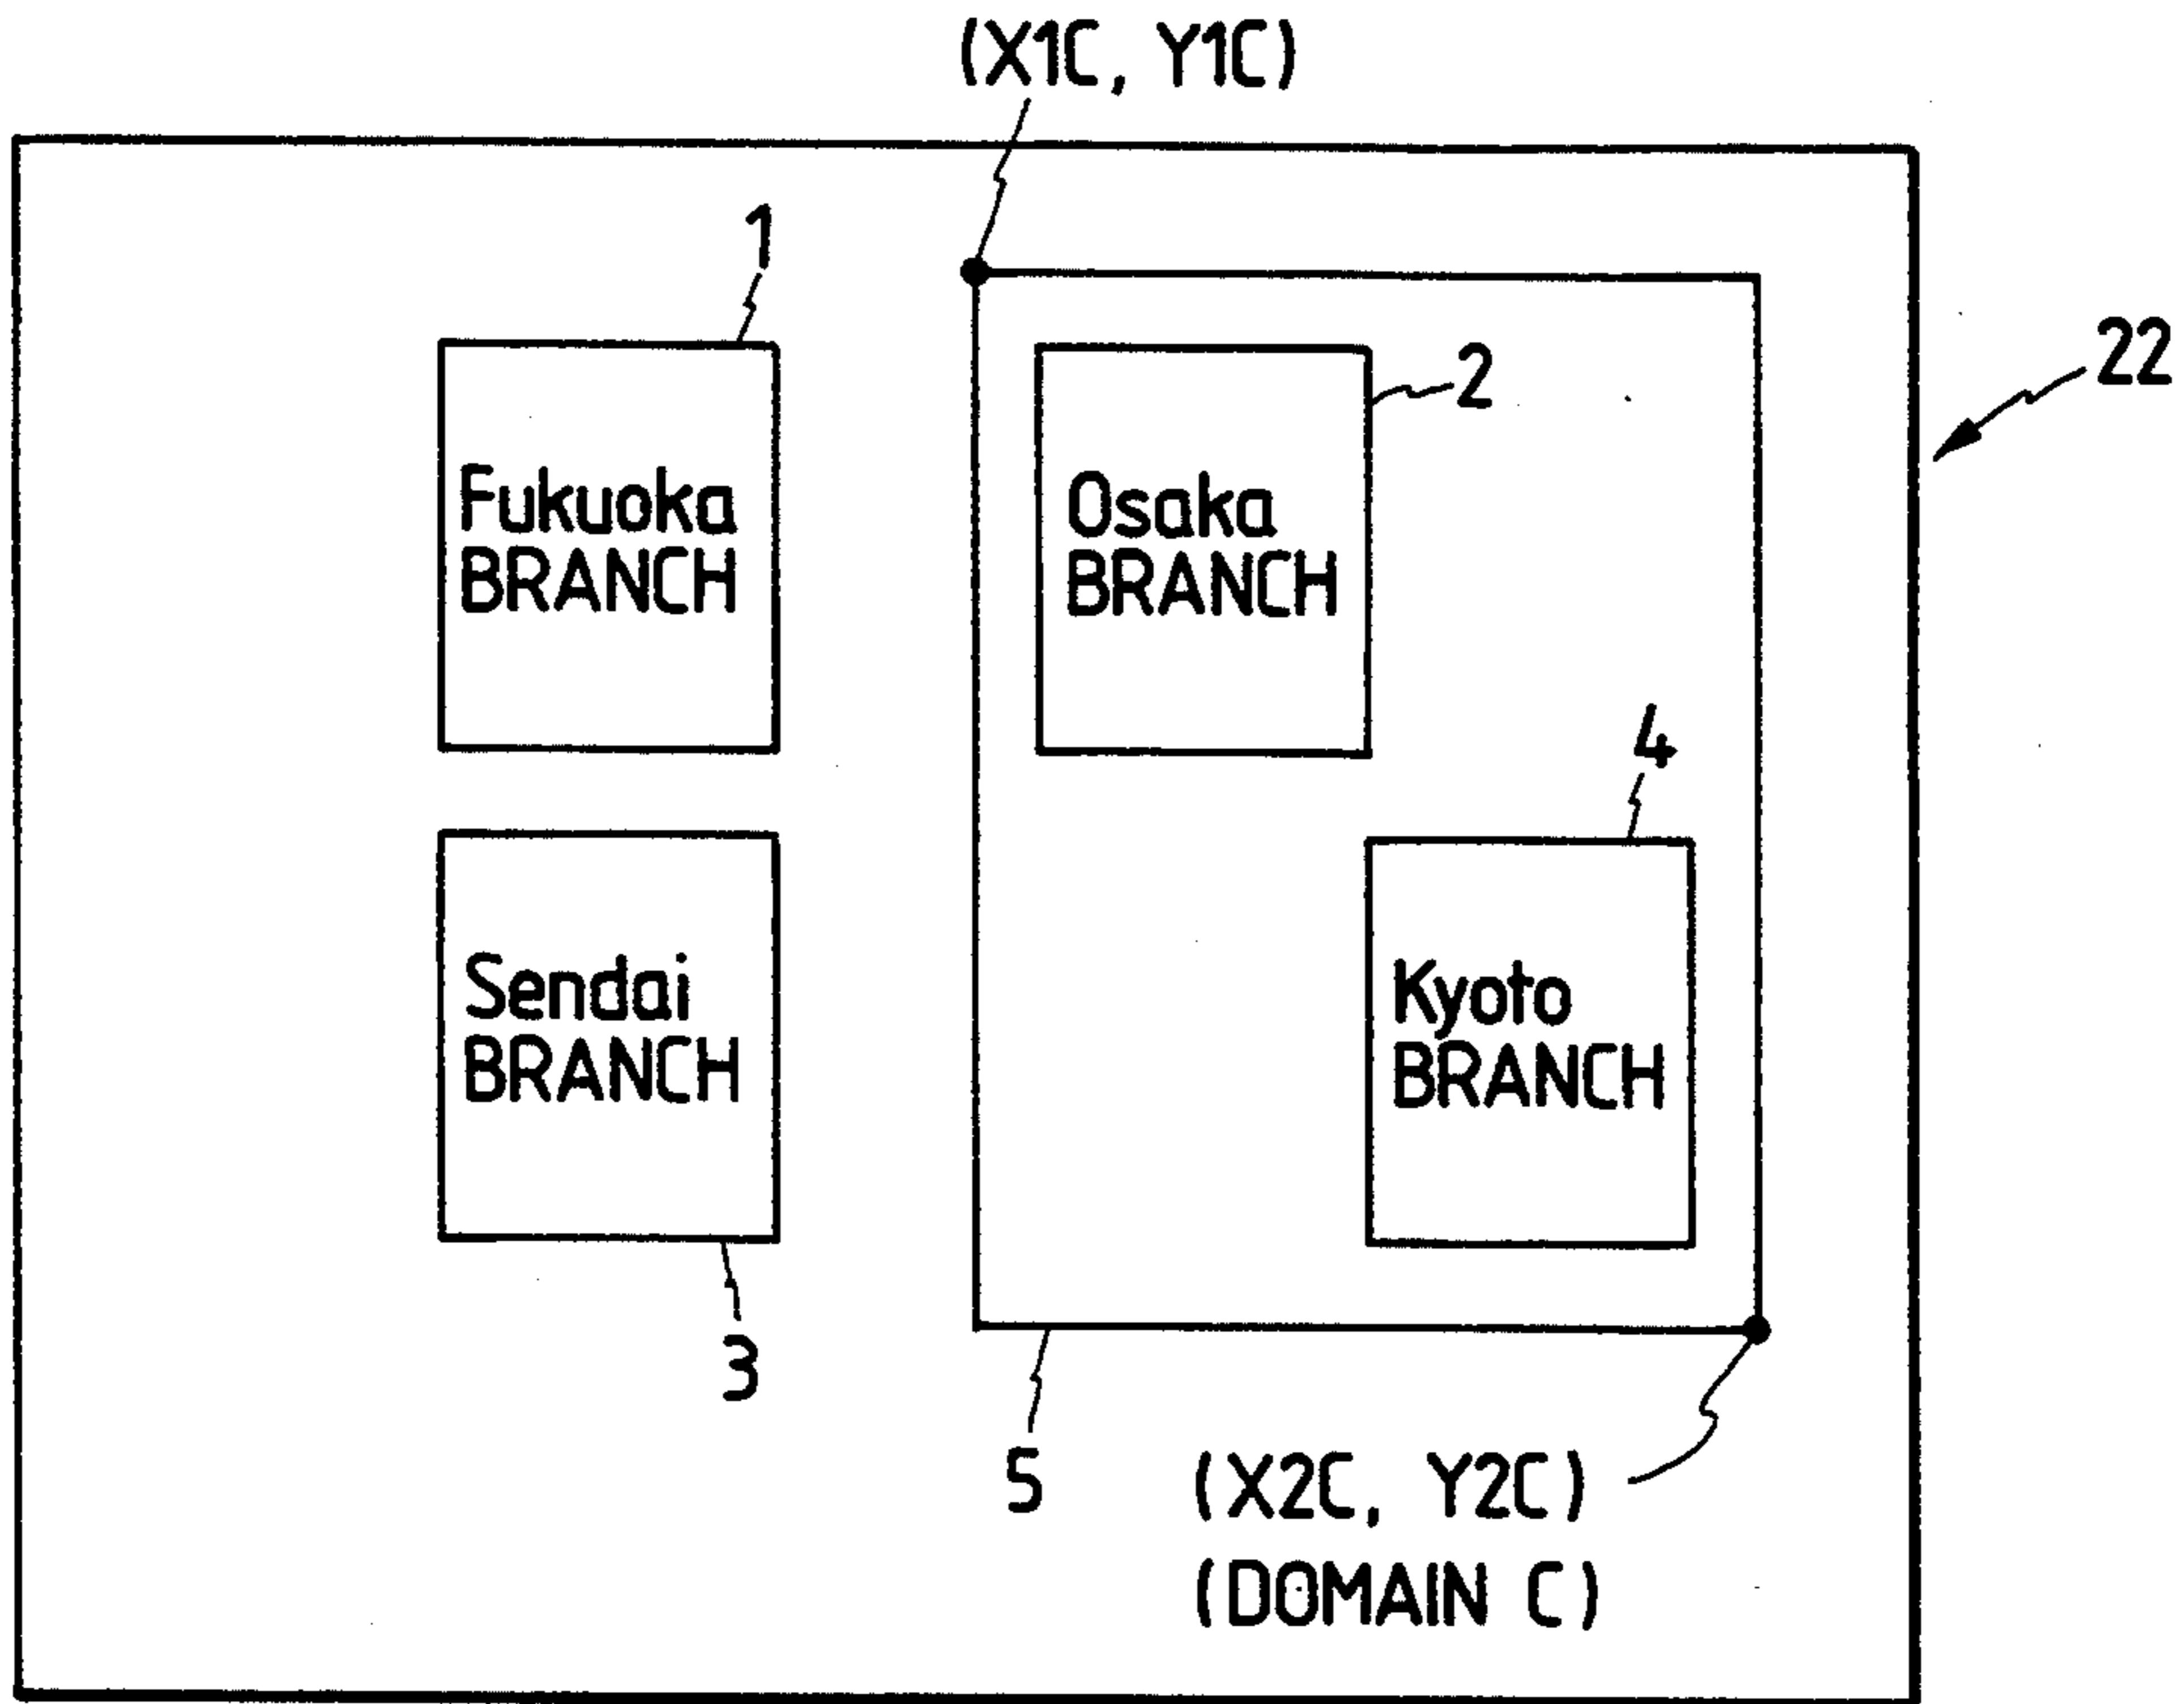 (X1C, Y1C)
1
2
22
Fukuoka
BRANCH
Osaka
BRANCH
4
Sendai
BRANCH
Kyoto
BRANCH
3
5
(X2C, Y2C)
(DOMAIN C)